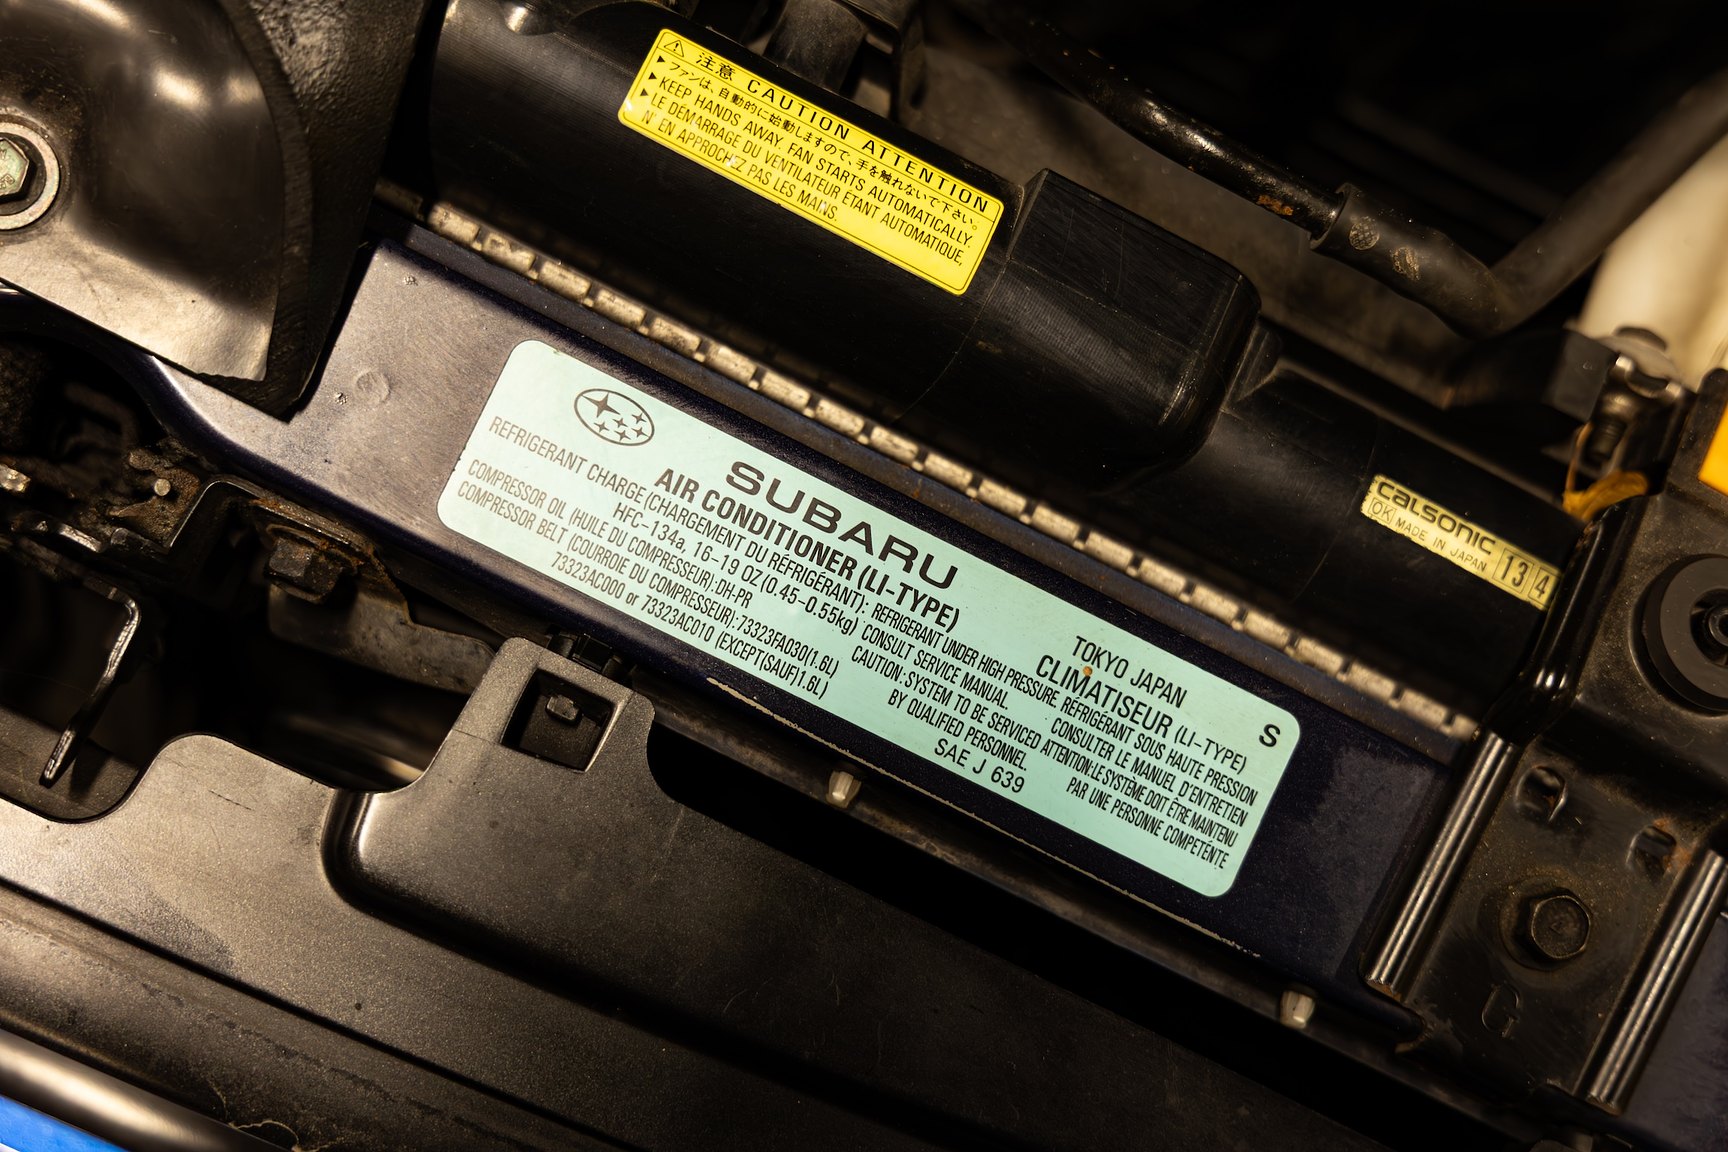 注意 CAUTION ATTENTION
▶ファンは、自動的に始動しますので、手を触れないで下さい。
▶KEEP HANDS AWAY. FAN STARTS AUTOMATICALLY.
▶LE DÉMARRAGE DU VENTILATEUR ÉTANT AUTOMATIQUE,
N' EN APPROCHEZ PAS LES MAINS.
calsonic
OK MADE IN JAPAN 13 4
SUBARU
TOKYO JAPAN
S
AIR CONDITIONER (LI-TYPE)
CLIMATISEUR (LI-TYPE)
REFRIGERANT CHARGE (CHARGEMENT DU RÉFRIGÉRANT):
HFC-134a, 16-19 OZ (0.45-0.55kg)
COMPRESSOR OIL (HUILE DU COMPRESSEUR):DH-PR
COMPRESSOR BELT (COURROIE DU COMPRESSEUR):73323FA030(1.6L)
73323AC000 or 73323AC010 (EXCEPT(SAUF)1.6L)
REFRIGERANT UNDER HIGH PRESSURE.
CONSULT SERVICE MANUAL.
CAUTION:SYSTEM TO BE SERVICED
BY QUALIFIED PERSONNEL
SAE J 639
RÉFRIGÉRANT SOUS HAUTE PRESSION
CONSULTER LE MANUEL D'ENTRETIEN
ATTENTION:LE SYSTÈME DOIT ÊTRE MAINTENU
PAR UNE PERSONNE COMPETÉNTE
G